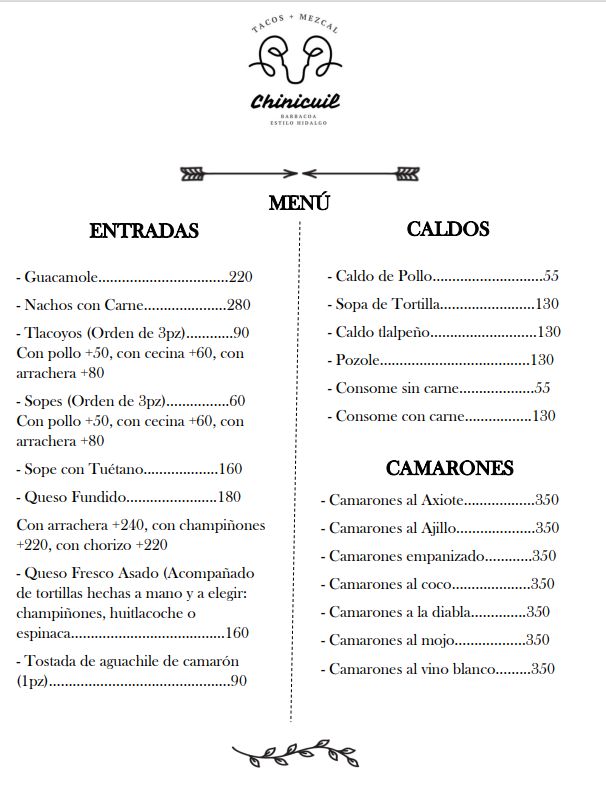 TACOS + MEZCAL
Chinicuil
BARBACOA
ESTILO HIDALGO
MENÚ
ENTRADAS
- Guacamole.................................220
- Nachos con Carne.....................280
- Tlacoyos (Orden de 3pz)............90
Con pollo +50, con cecina +60, con
arrachera +80
- Sopes (Orden de 3pz)................60
Con pollo +50, con cecina +60, con
arrachera +80
- Sope con Tuétano...................160
- Queso Fundido.......................180
Con arrachera +240, con champiñones
+220, con chorizo +220
- Queso Fresco Asado (Acompañado
de tortillas hechas a mano y a elegir:
champiñones, huitlacoche o
espinaca.......................................160
- Tostada de aguachile de camarón
(1pz)..............................................90
CALDOS
- Caldo de Pollo............................55
- Sopa de Tortilla........................130
- Caldo tlalpeño...........................130
- Pozole......................................130
- Consome sin carne...................55
- Consome con carne.................130
CAMARONES
- Camarones al Axiote..................350
- Camarones al Ajillo....................350
- Camarones empanizado............350
- Camarones al coco....................350
- Camarones a la diabla..............350
- Camarones al mojo..................350
- Camarones al vino blanco.........350